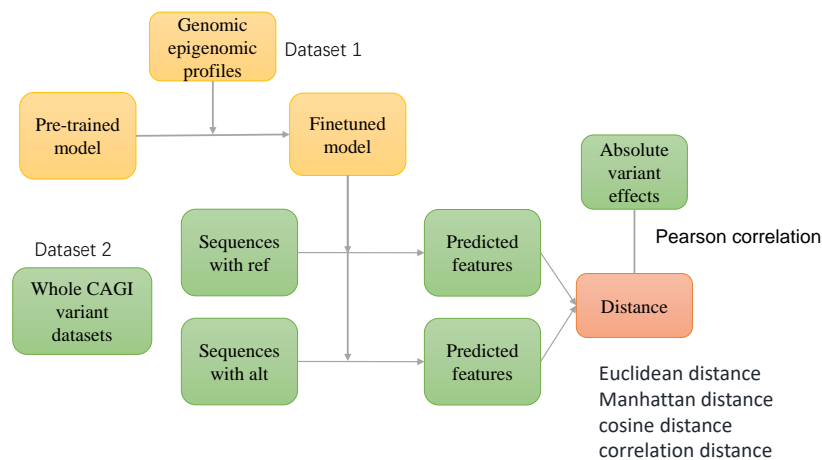 Genomic
epigenomic
profiles
Dataset 1
Pre-trained
model
Finetuned
model
Absolute
variant
effects
Pearson correlation
Dataset 2
Whole CAGI
variant
datasets
Sequences
with ref
Predicted
features
Distance
Sequences
with alt
Predicted
features
Euclidean distance
Manhattan distance
cosine distance
correlation distance